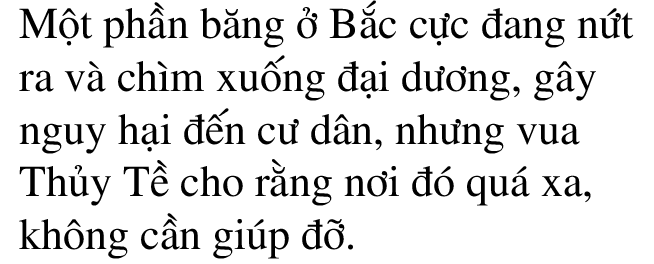 Một phần băng ở Bắc cực đang nứt
ra và chìm xuống đại dương, gây
nguy hại đến cư dân, nhưng vua
Thủy Tề cho rằng nơi đó quá xa,
không cần giúp đỡ.